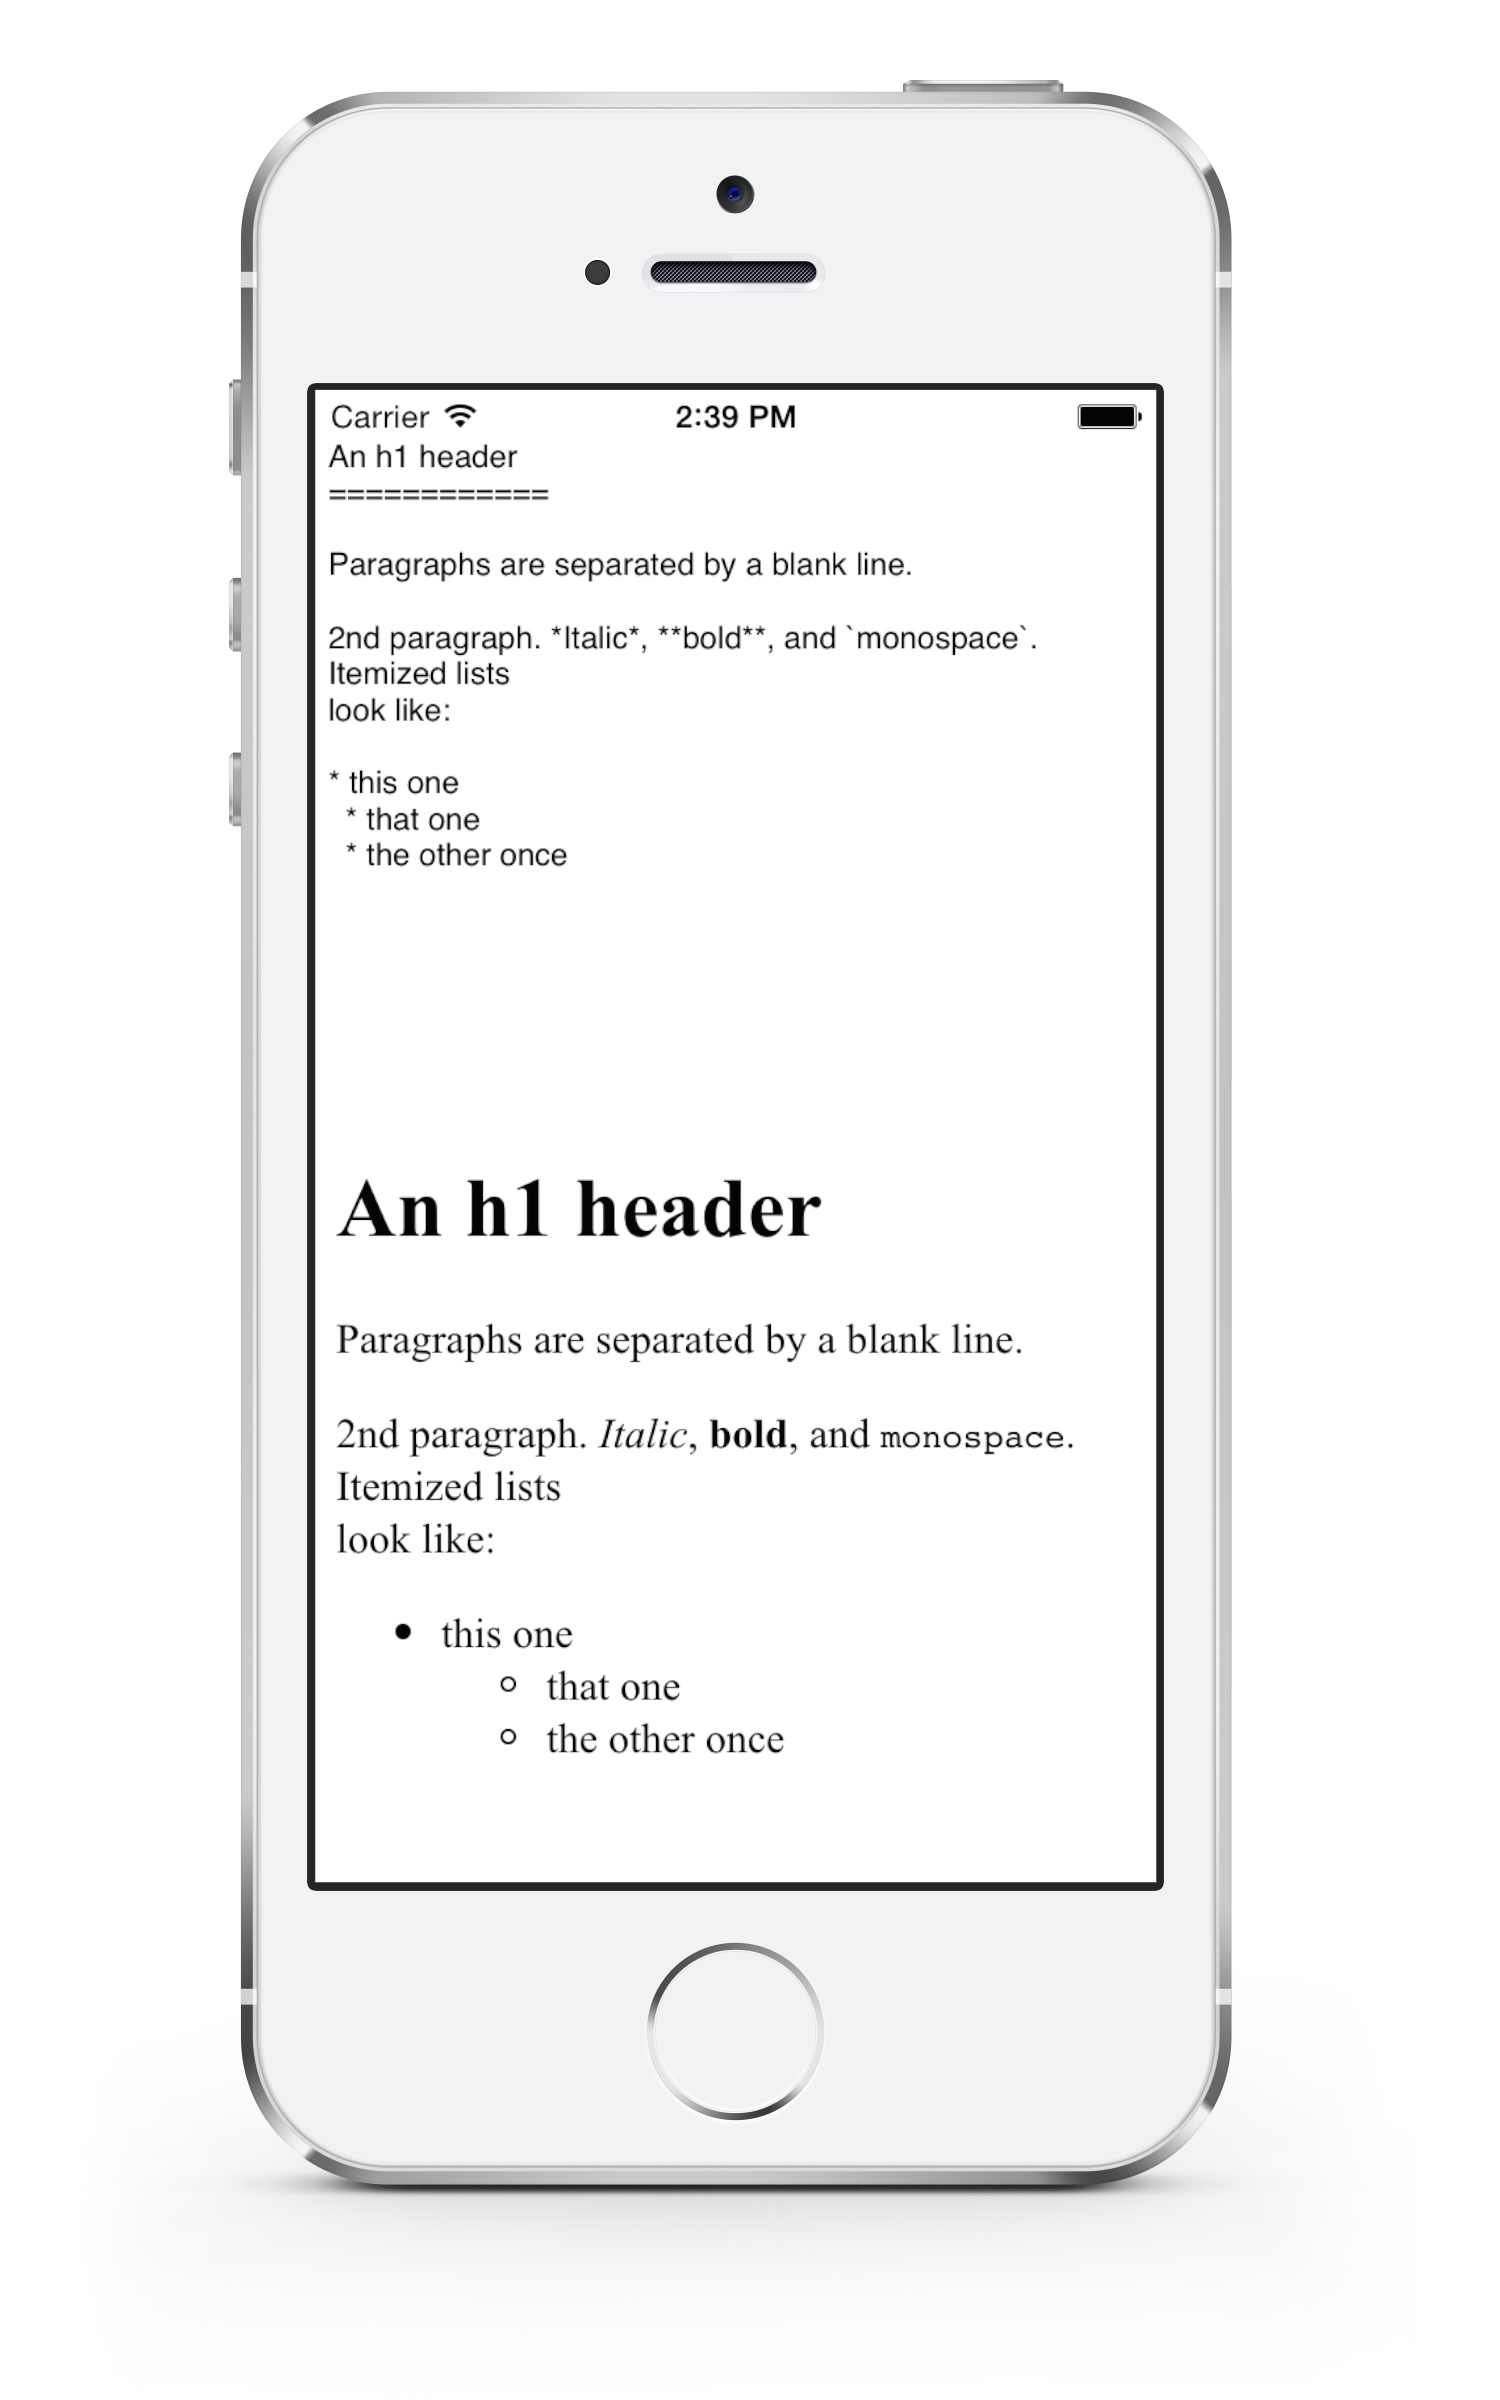 Carrier 2:39 PM
An h1 header
============
Paragraphs are separated by a blank line.
2nd paragraph. *Italic*, **bold**, and `monospace`.
Itemized lists
look like:
* this one
* that one
* the other once
An h1 header
Paragraphs are separated by a blank line.
2nd paragraph. Italic, bold, and monospace.
Itemized lists
look like:
• this one
◦ that one
◦ the other once